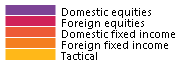 Domestic equities
Foreign equities
Domestic fixed income
Foreign fixed income
Tactical